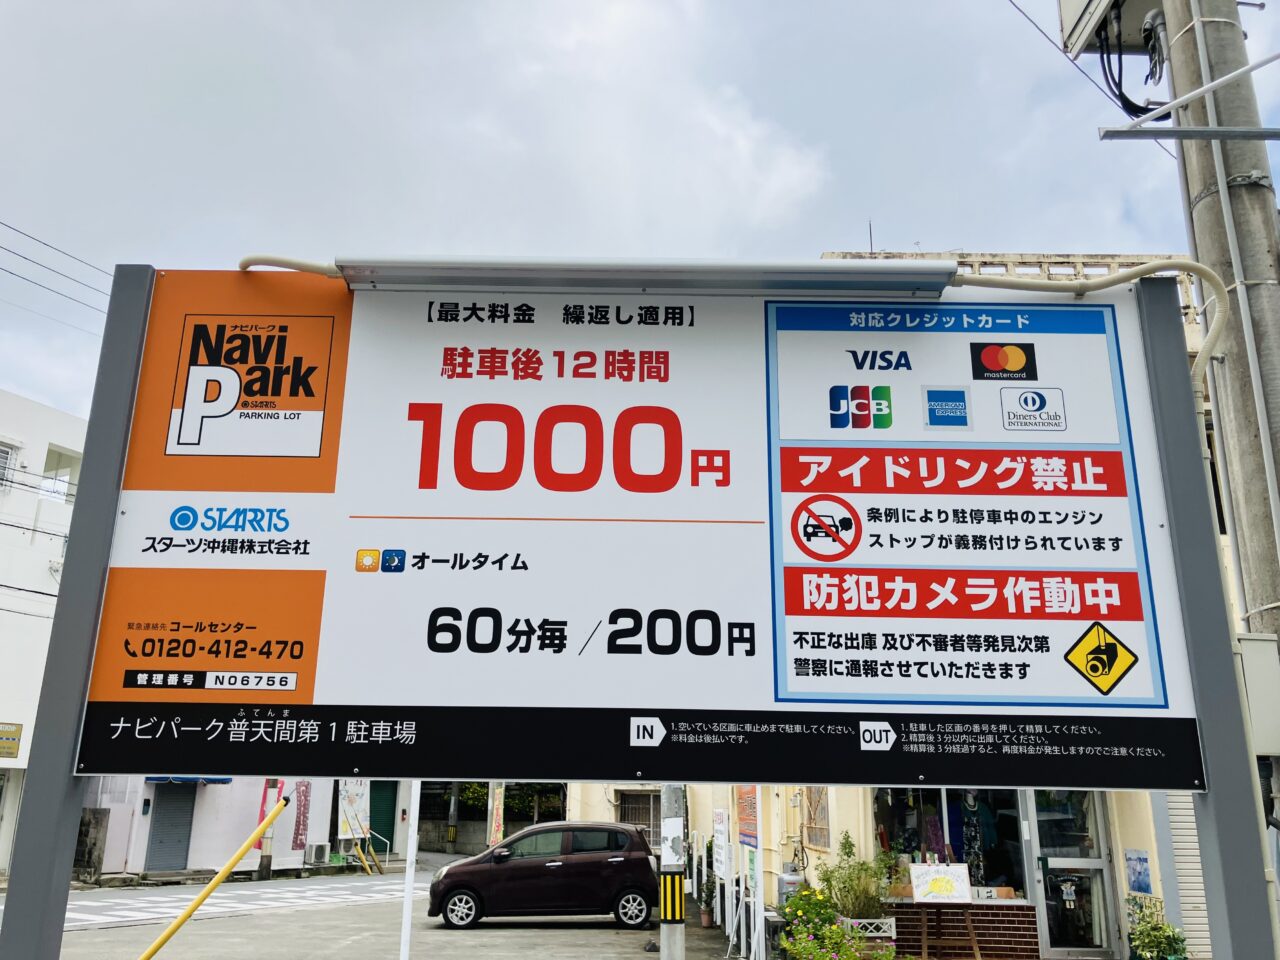 ナビパーク
Navi
Park
STARTS
PARKING LOT
STARTS
スターツ沖縄株式会社
緊急連絡先 コールセンター
0120-412-470
管理番号 N06756
【最大料金 繰返し適用】
駐車後12時間
1000円
オールタイム
60分毎/200円
対応クレジットカード
VISA
mastercard
JCB
AMERICAN EXPRESS
Diners Club
INTERNATIONAL
アイドリング禁止
条例により駐停車中のエンジン
ストップが義務付けられています
防犯カメラ作動中
不正な出庫 及び不審者等発見次第
警察に通報させていただきます
ふてんま
ナビパーク普天間第1駐車場
IN
1.空いている区画に車止めまで駐車してください。
※料金は後払いです。
OUT
1.駐車した区画の番号を押して精算してください。
2.精算後3分以内に出庫してください。
※精算後3分経過すると、再度料金が発生しますのでご注意ください。